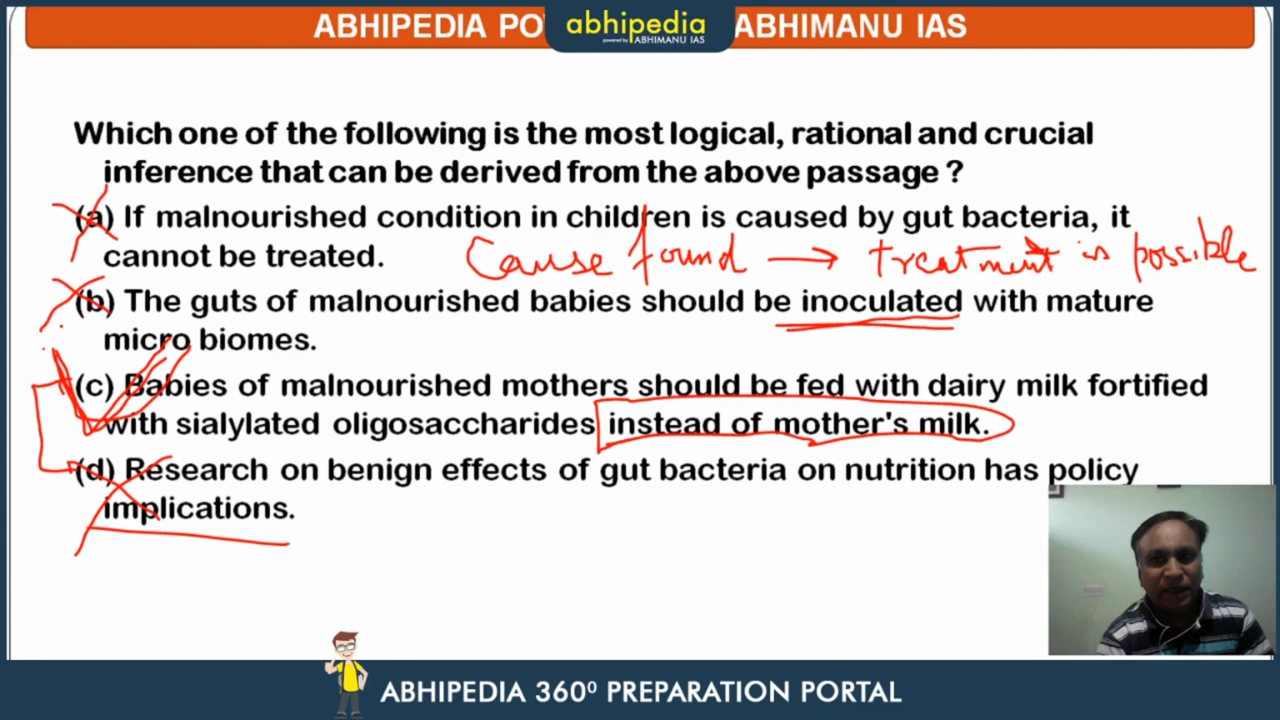 ABHIPEDIA PO
abhipedia
powered by ABHIMANU IAS
ABHIMANU IAS
Which one of the following is the most logical, rational and crucial
inference that can be derived from the above passage ?
(a) If malnourished condition in children is caused by gut bacteria, it
cannot be treated.
Cause found → treatment is possible
(b) The guts of malnourished babies should be inoculated with mature
micro biomes.
(c) Babies of malnourished mothers should be fed with dairy milk fortified
with sialylated oligosaccharides instead of mother's milk.
(d) Research on benign effects of gut bacteria on nutrition has policy
implications.
ABHIPEDIA 360⁰ PREPARATION PORTAL